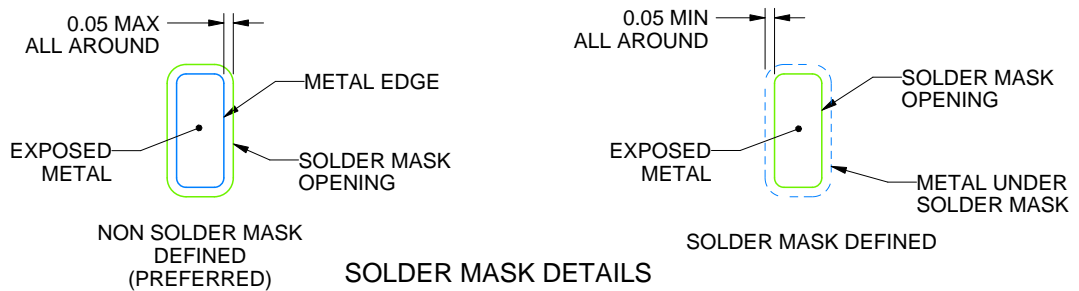 0.05 MAX
ALL AROUND
METAL EDGE
EXPOSED
METAL
SOLDER MASK
OPENING
NON SOLDER MASK
DEFINED
(PREFERRED)
0.05 MIN
ALL AROUND
SOLDER MASK
OPENING
EXPOSED
METAL
METAL UNDER
SOLDER MASK
SOLDER MASK DEFINED
SOLDER MASK DETAILS